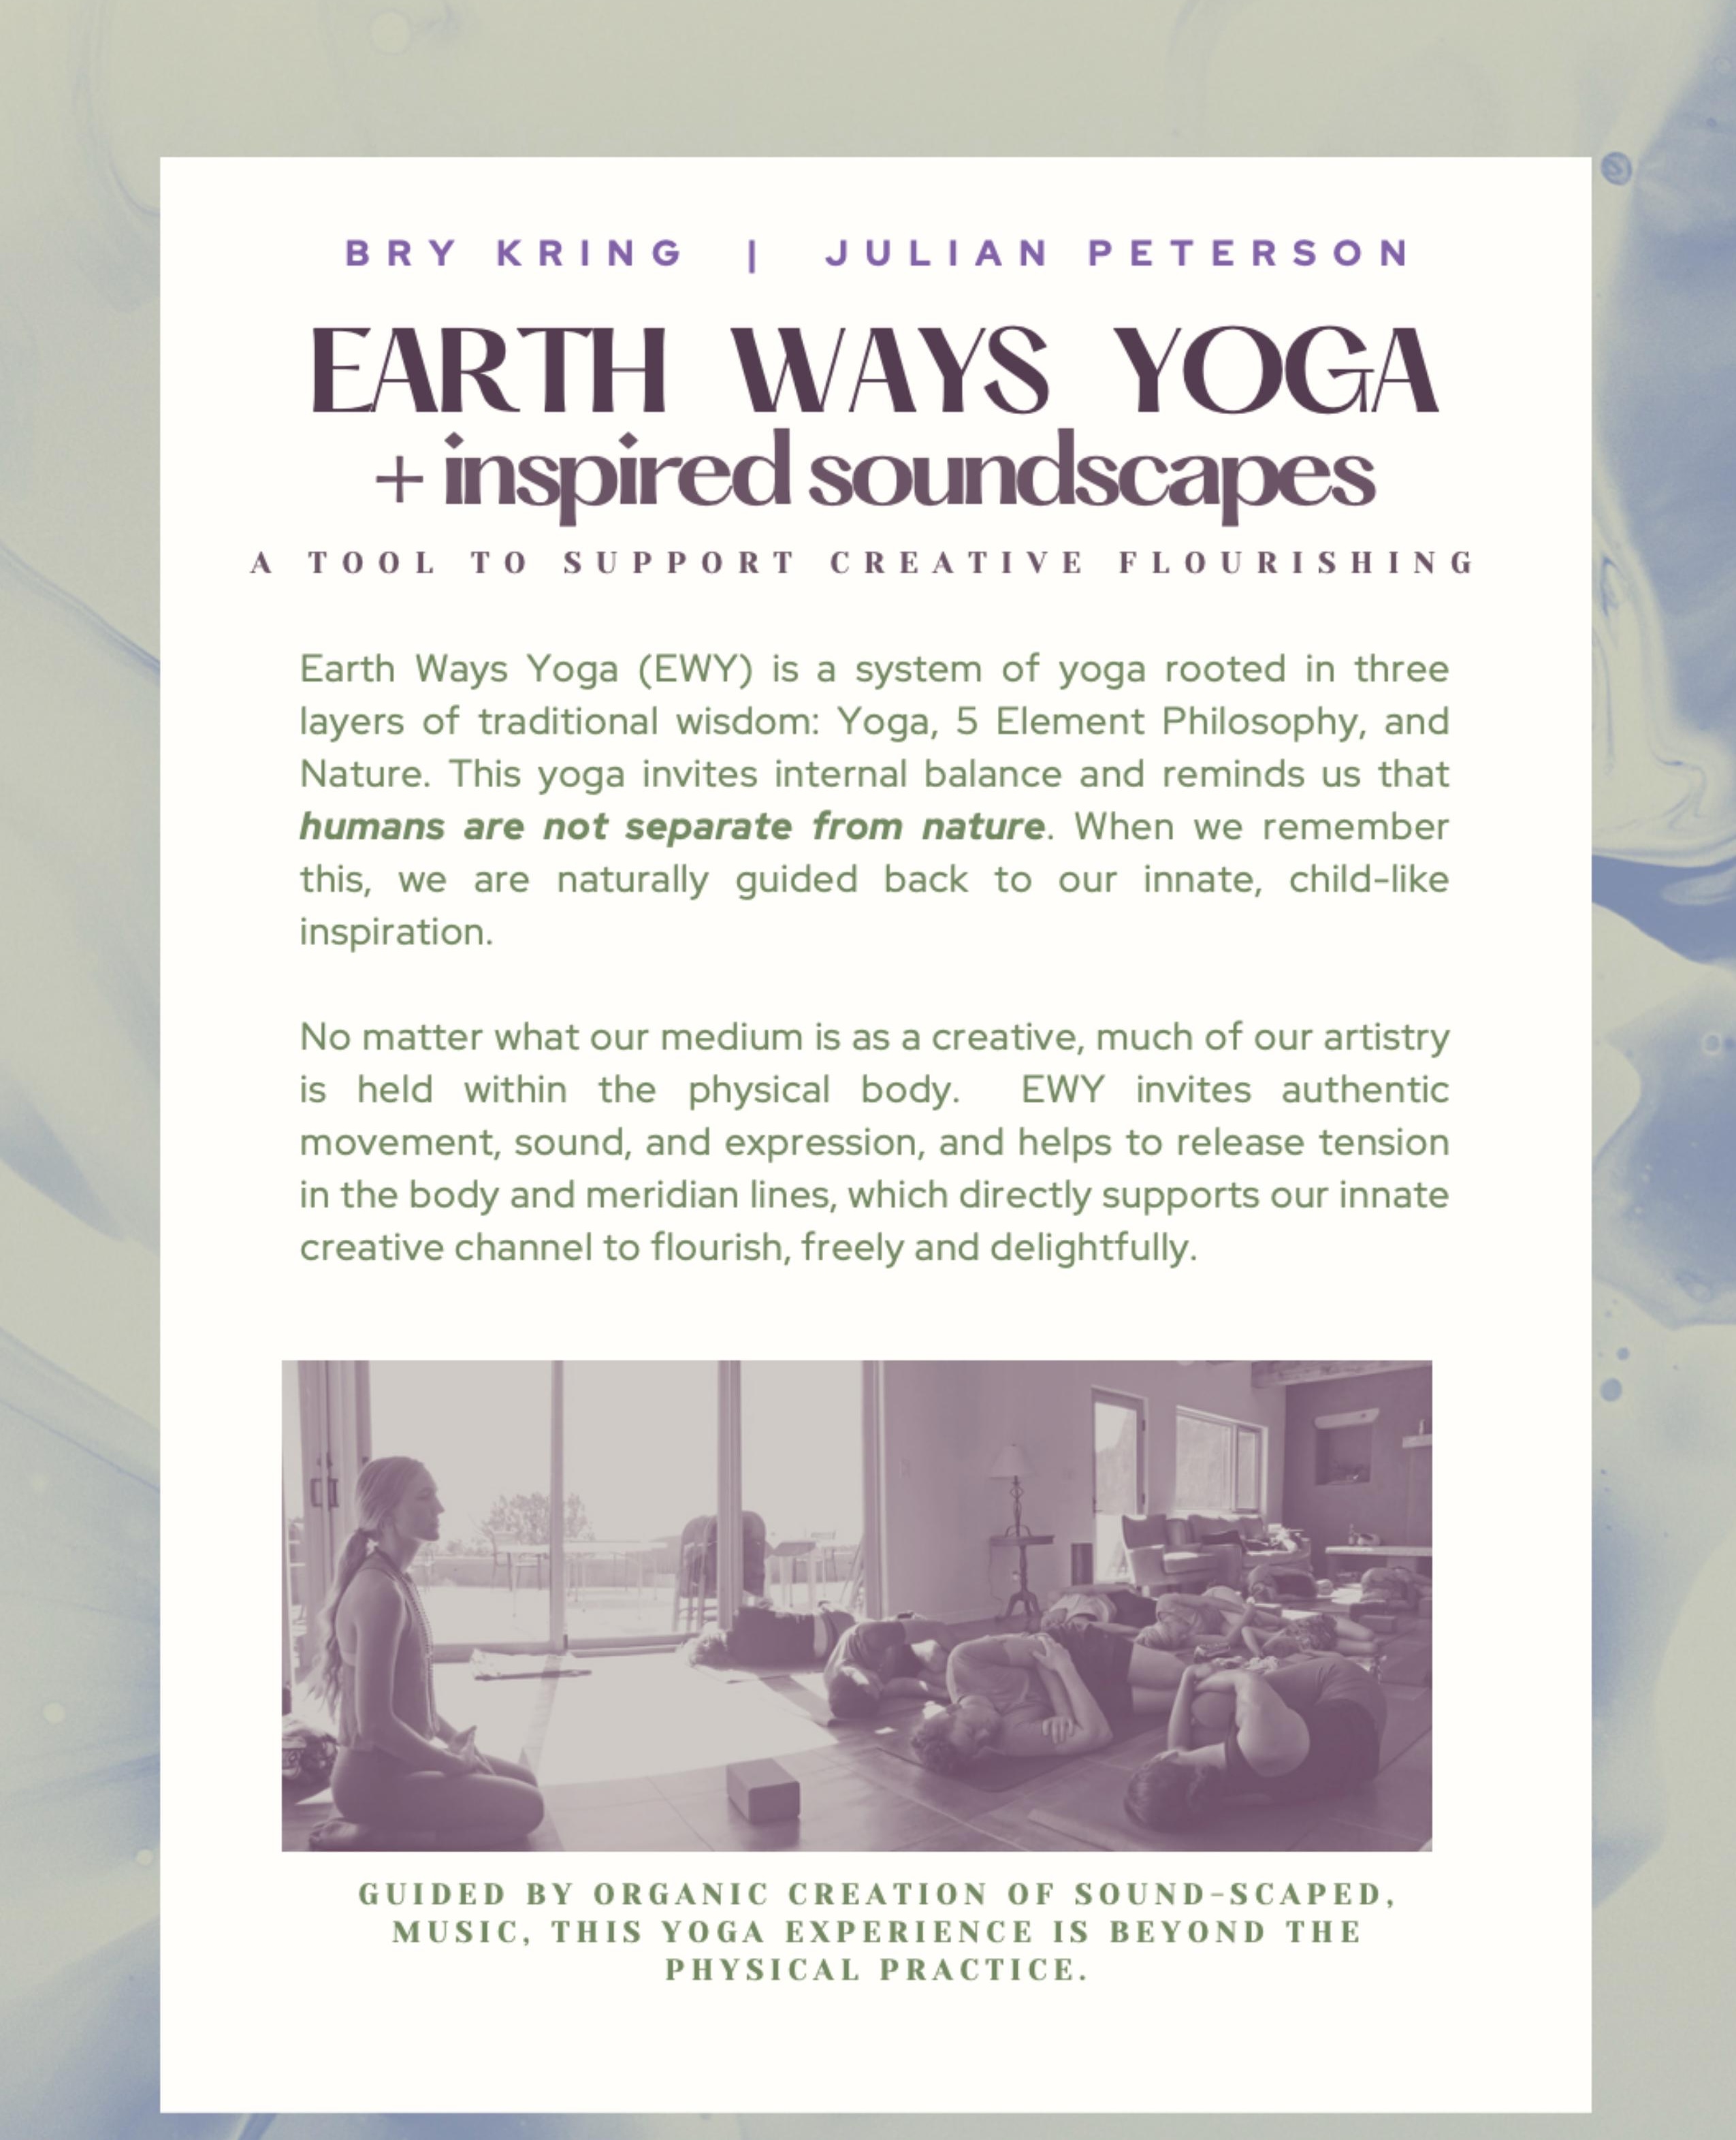 BRY KRING | JULIAN PETERSON
EARTH WAYS YOGA
+ inspired soundscapes
A TOOL TO SUPPORT CREATIVE FLOURISHING
Earth Ways Yoga (EWY) is a system of yoga rooted in three
layers of traditional wisdom: Yoga, 5 Element Philosophy, and
Nature. This yoga invites internal balance and reminds us that
humans are not separate from nature. When we remember
this, we are naturally guided back to our innate, child-like
inspiration.
No matter what our medium is as a creative, much of our artistry
is held within the physical body. EWY invites authentic
movement, sound, and expression, and helps to release tension
in the body and meridian lines, which directly supports our innate
creative channel to flourish, freely and delightfully.
GUIDED BY ORGANIC CREATION OF SOUND-SCAPED,
MUSIC, THIS YOGA EXPERIENCE IS BEYOND THE
PHYSICAL PRACTICE.